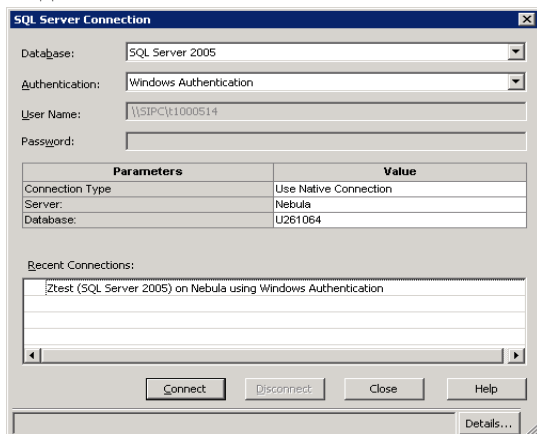 SQL Server Connection
Database: SQL Server 2005
Authentication: Windows Authentication
User Name: \\SIPC\t1000514
Password:
Parameters Value
Connection Type Use Native Connection
Server: Nebula
Database: U261064
Recent Connections:
Ztest (SQL Server 2005) on Nebula using Windows Authentication
Connect Disconnect Close Help
Details...